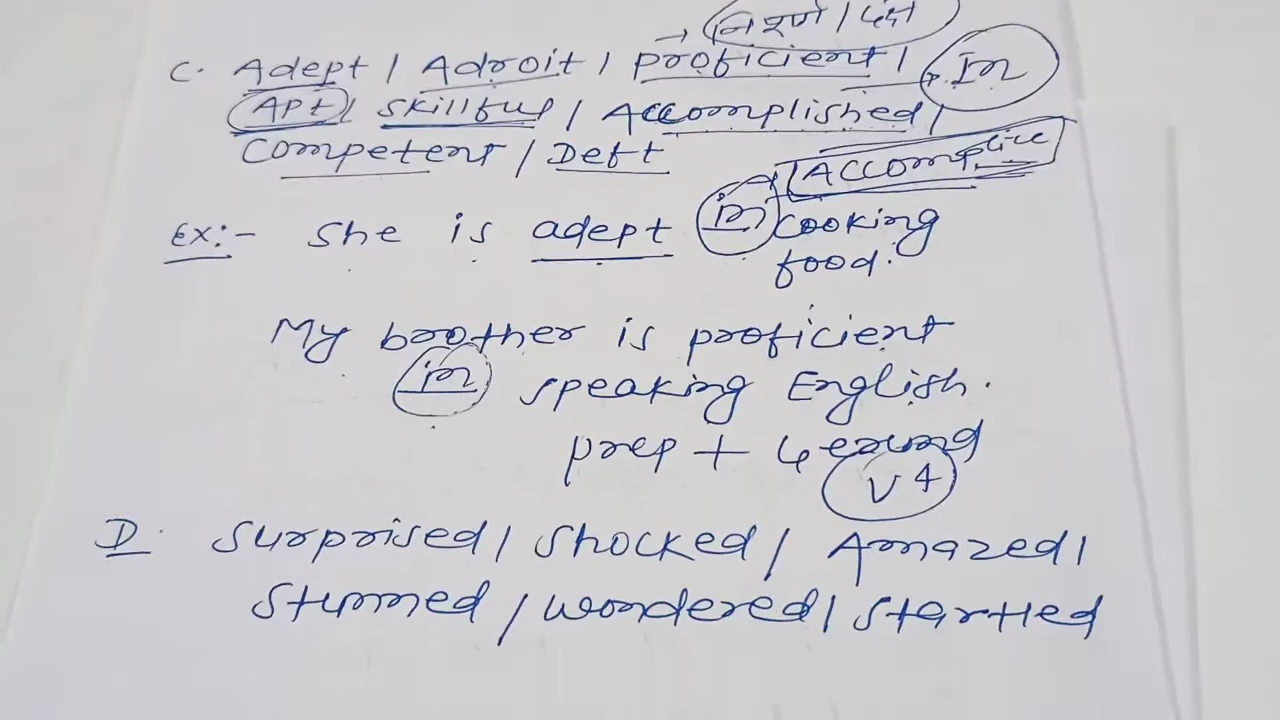 → निपुण / दक्ष
C. Adept / Adroit / proficient /
In
APt / Skillful / Accomplished /
Competent / Deft
Accomplice
Ex:- She is adept in cooking
food.
My brother is proficient
in speaking English.
prep + Gerund
V4
D. Surprised / Shocked / Amazed /
Stunned / Wondered / Startled